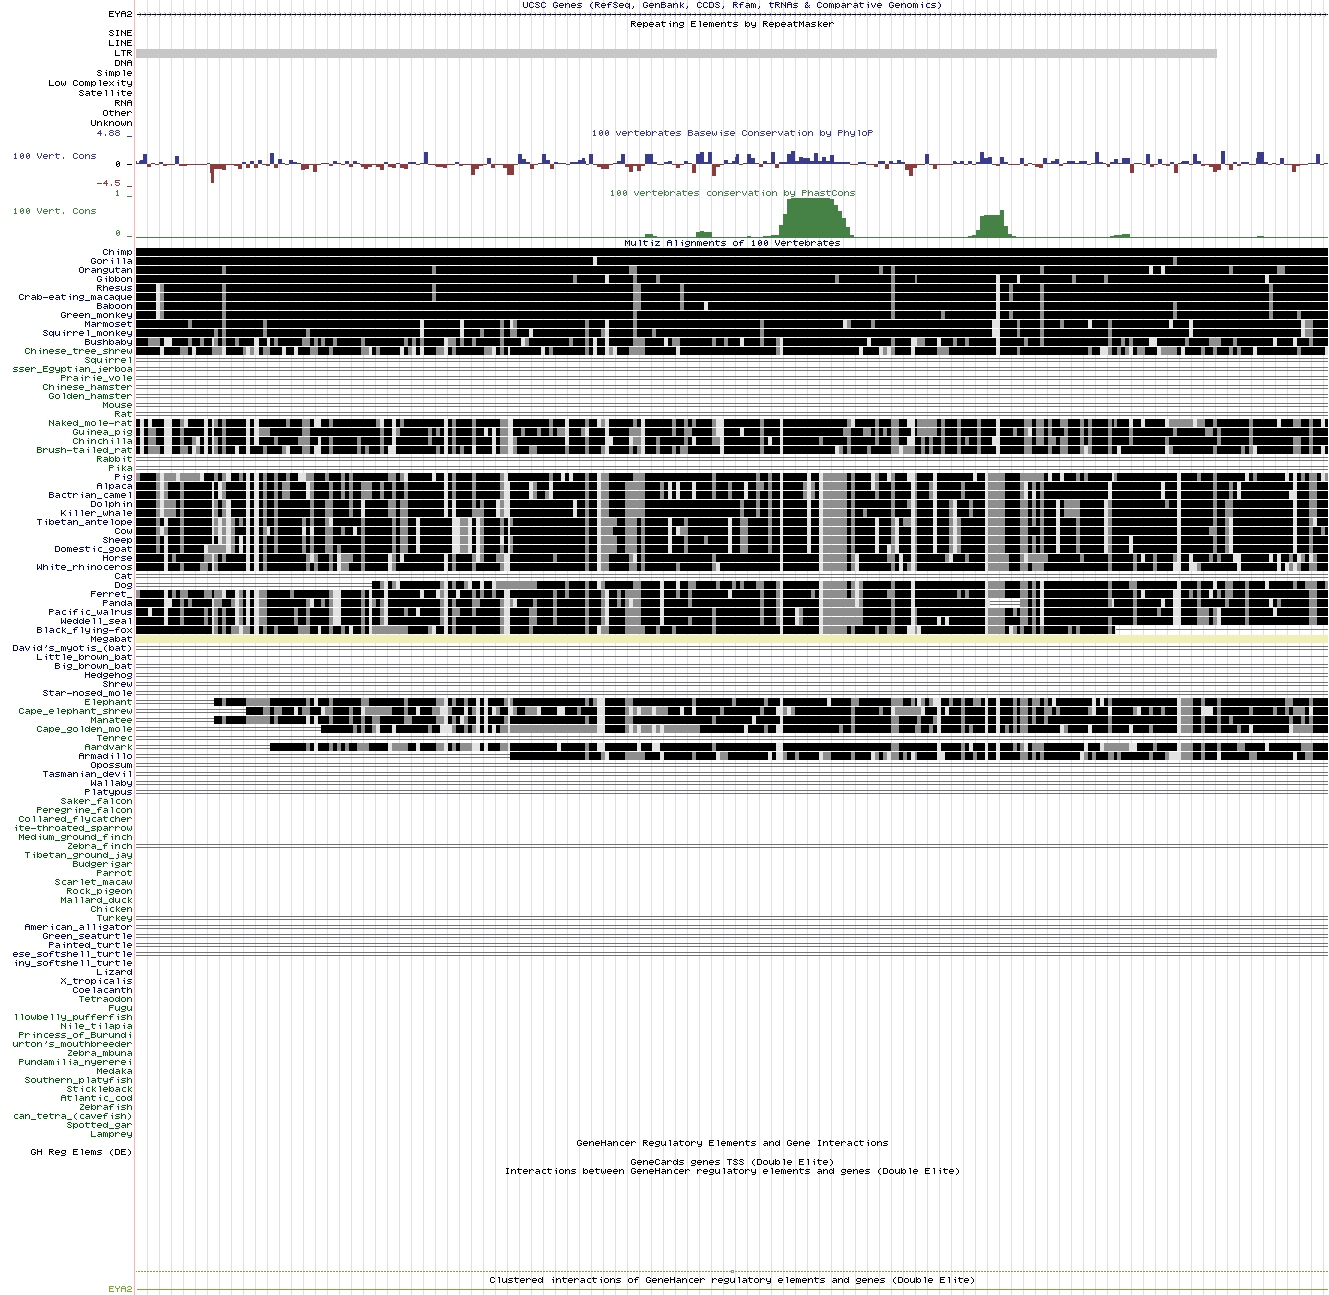 UCSC Genes (RefSeq, GenBank, CCDS, Rfam, tRNAs & Comparative Genomics)
EYA2
Repeating Elements by RepeatMasker
SINE
LINE
LTR
DNA
Simple
Low Complexity
Satellite
RNA
Other
Unknown
4.88 _
100 vertebrates Basewise Conservation by PhyloP
100 Vert. Cons
0 -
-4.5 _
1 _
100 vertebrates conservation by PhastCons
100 Vert. Cons
0 _
Multiz Alignments of 100 Vertebrates
Chimp
Gorilla
Orangutan
Gibbon
Rhesus
Crab-eating_macaque
Baboon
Green_monkey
Marmoset
Squirrel_monkey
Bushbaby
Chinese_tree_shrew
Squirrel
sser_Egyptian_jerboa
Prairie_vole
Chinese_hamster
Golden_hamster
Mouse
Rat
Naked_mole-rat
Guinea_pig
Chinchilla
Brush-tailed_rat
Rabbit
Pika
Pig
Alpaca
Bactrian_camel
Dolphin
Killer_whale
Tibetan_antelope
Cow
Sheep
Domestic_goat
Horse
White_rhinoceros
Cat
Dog
Ferret_
Panda
Pacific_walrus
Weddell_seal
Black_flying-fox
Megabat
David's_myotis_(bat)
Little_brown_bat
Big_brown_bat
Hedgehog
Shrew
Star-nosed_mole
Elephant
Cape_elephant_shrew
Manatee
Cape_golden_mole
Tenrec
Aardvark
Armadillo
Opossum
Tasmanian_devil
Wallaby
Platypus
Saker_falcon
Peregrine_falcon
Collared_flycatcher
ite-throated_sparrow
Medium_ground_finch
Zebra_finch
Tibetan_ground_jay
Budgerigar
Parrot
Scarlet_macaw
Rock_pigeon
Mallard_duck
Chicken
Turkey
American_alligator
Green_seaturtle
Painted_turtle
ese_softshell_turtle
iny_softshell_turtle
Lizard
X_tropicalis
Coelacanth
Tetraodon
Fugu
llowbelly_pufferfish
Nile_tilapia
Princess_of_Burundi
urton's_mouthbreeder
Zebra_mbuna
Pundamilia_nyererei
Medaka
Southern_platyfish
Stickleback
Atlantic_cod
Zebrafish
can_tetra_(cavefish)
Spotted_gar
Lamprey
GeneHancer Regulatory Elements and Gene Interactions
GH Reg Elems (DE)
GeneCards genes TSS (Double Elite)
Interactions between GeneHancer regulatory elements and genes (Double Elite)
Clustered interactions of GeneHancer regulatory elements and genes (Double Elite)
EYA2